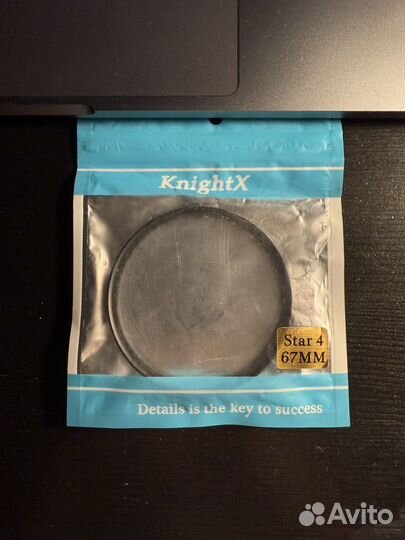 KnightX
Star 4
67MM
Details is the key to success
Avito